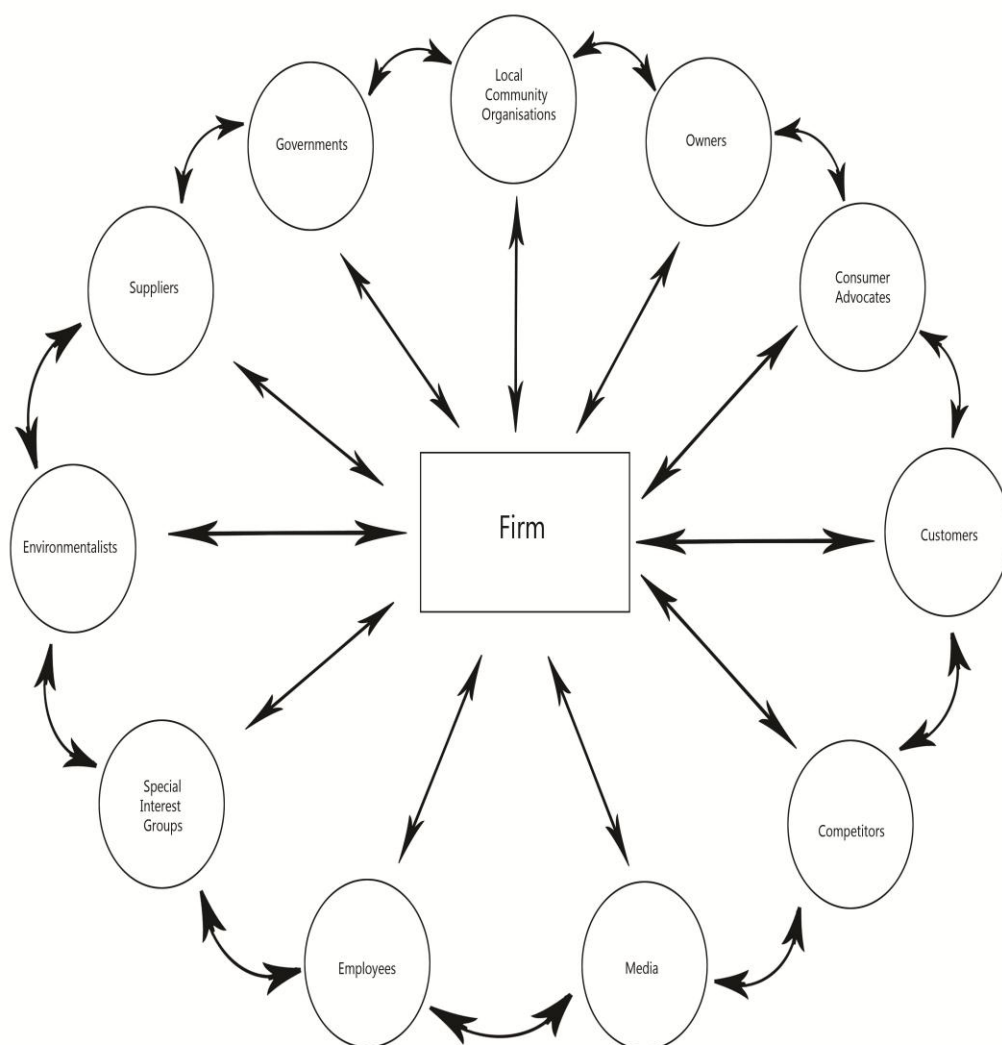 Local
Community
Organisations
Governments
Owners
Suppliers
Consumer
Advocates
Firm
Environmentalists
Customers
Special
Interest
Groups
Competitors
Employees
Media